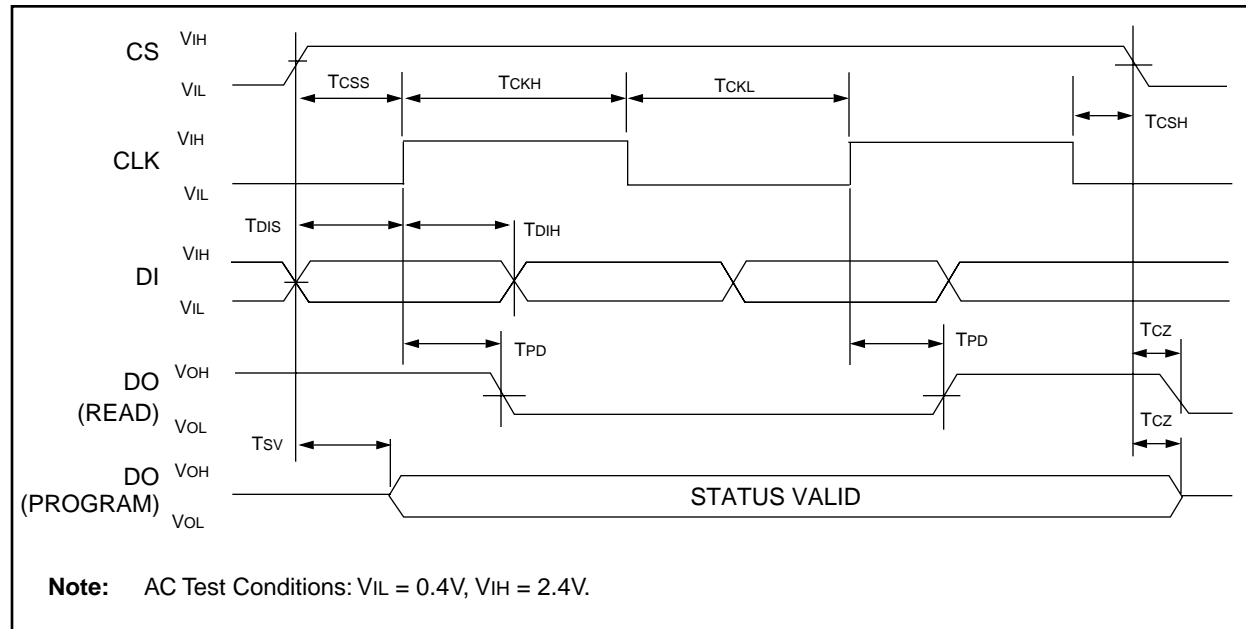 CS
VIH
VIL
TCSS
TCKH
TCKL
TCSH
CLK
VIH
VIL
TDIS
TDIH
DI
VIH
VIL
TPD
TPD
TCZ
DO
(READ)
VOH
VOL
TSV
TCZ
DO
(PROGRAM)
VOH
VOL
STATUS VALID
Note: AC Test Conditions: VIL = 0.4V, VIH = 2.4V.